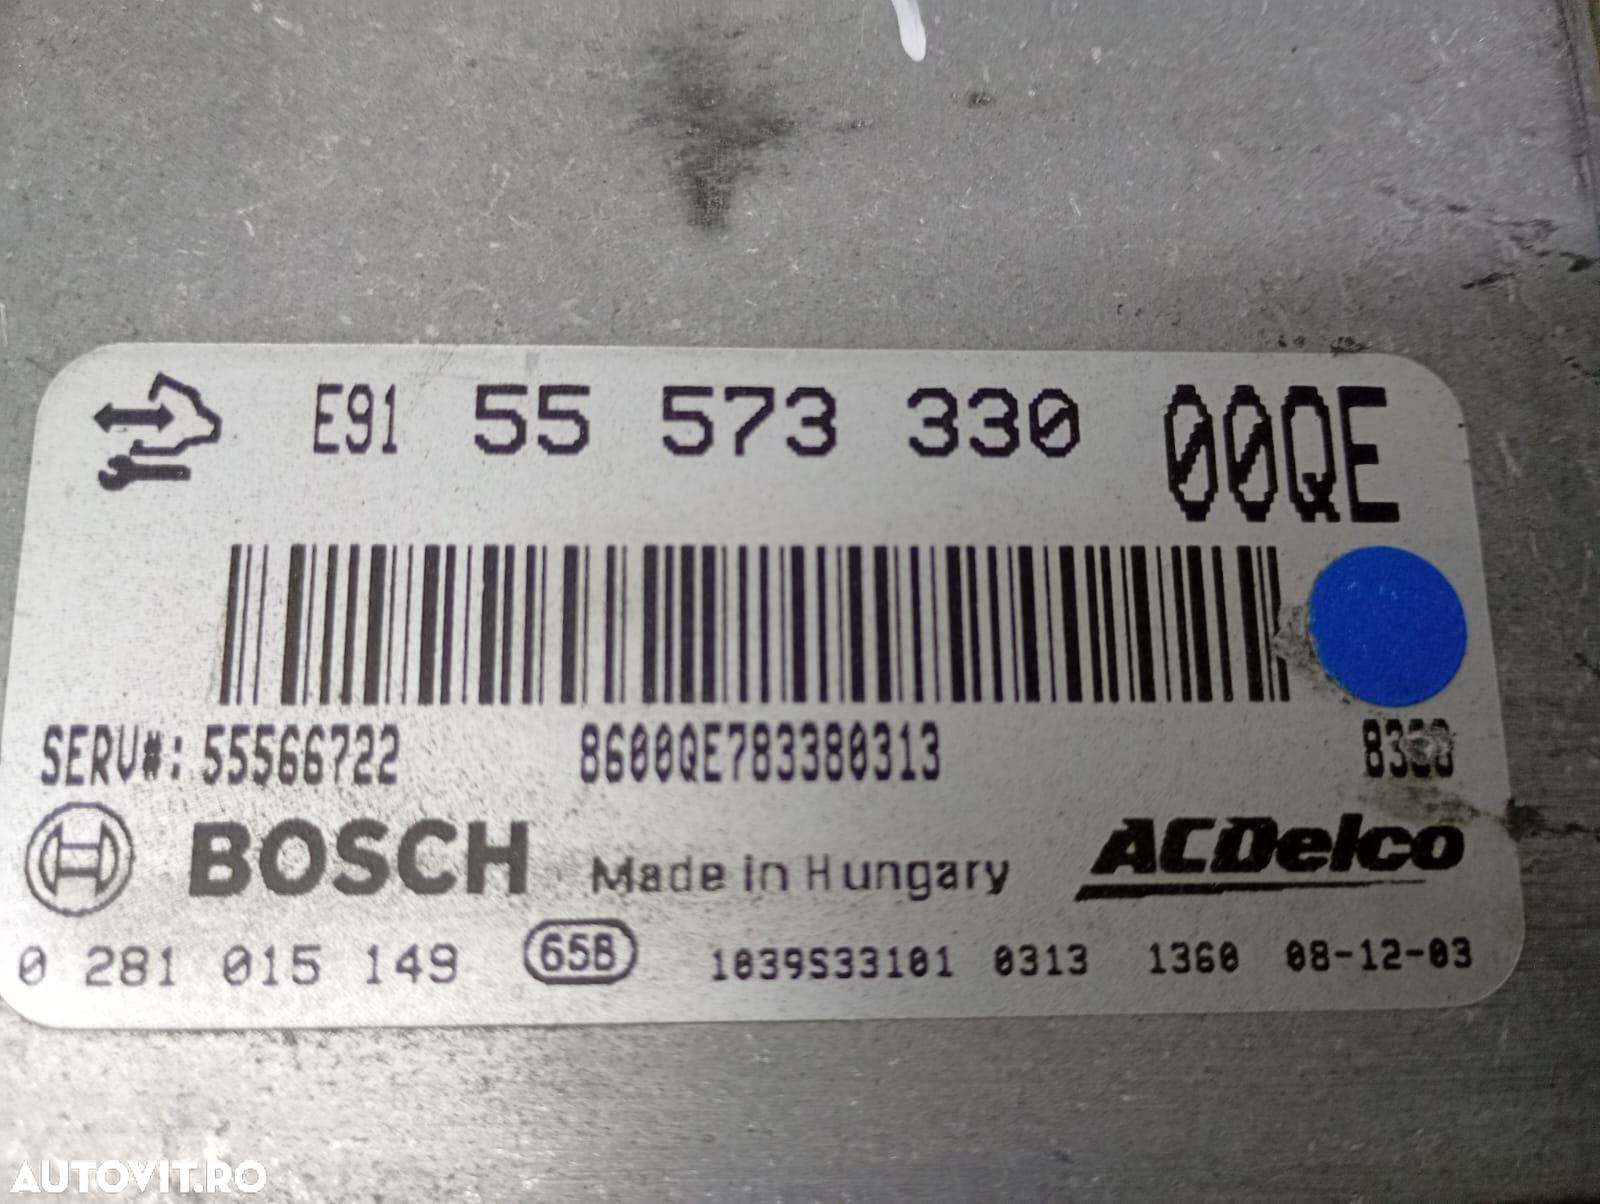 E91 55 573 330 00QE
SERV#: 55566722 8600QE783380313
BOSCH Made in Hungary ACDelco
0 281 015 149 65B 1039S33101 0313 1360 08-12-03
AUTOVIT.RO